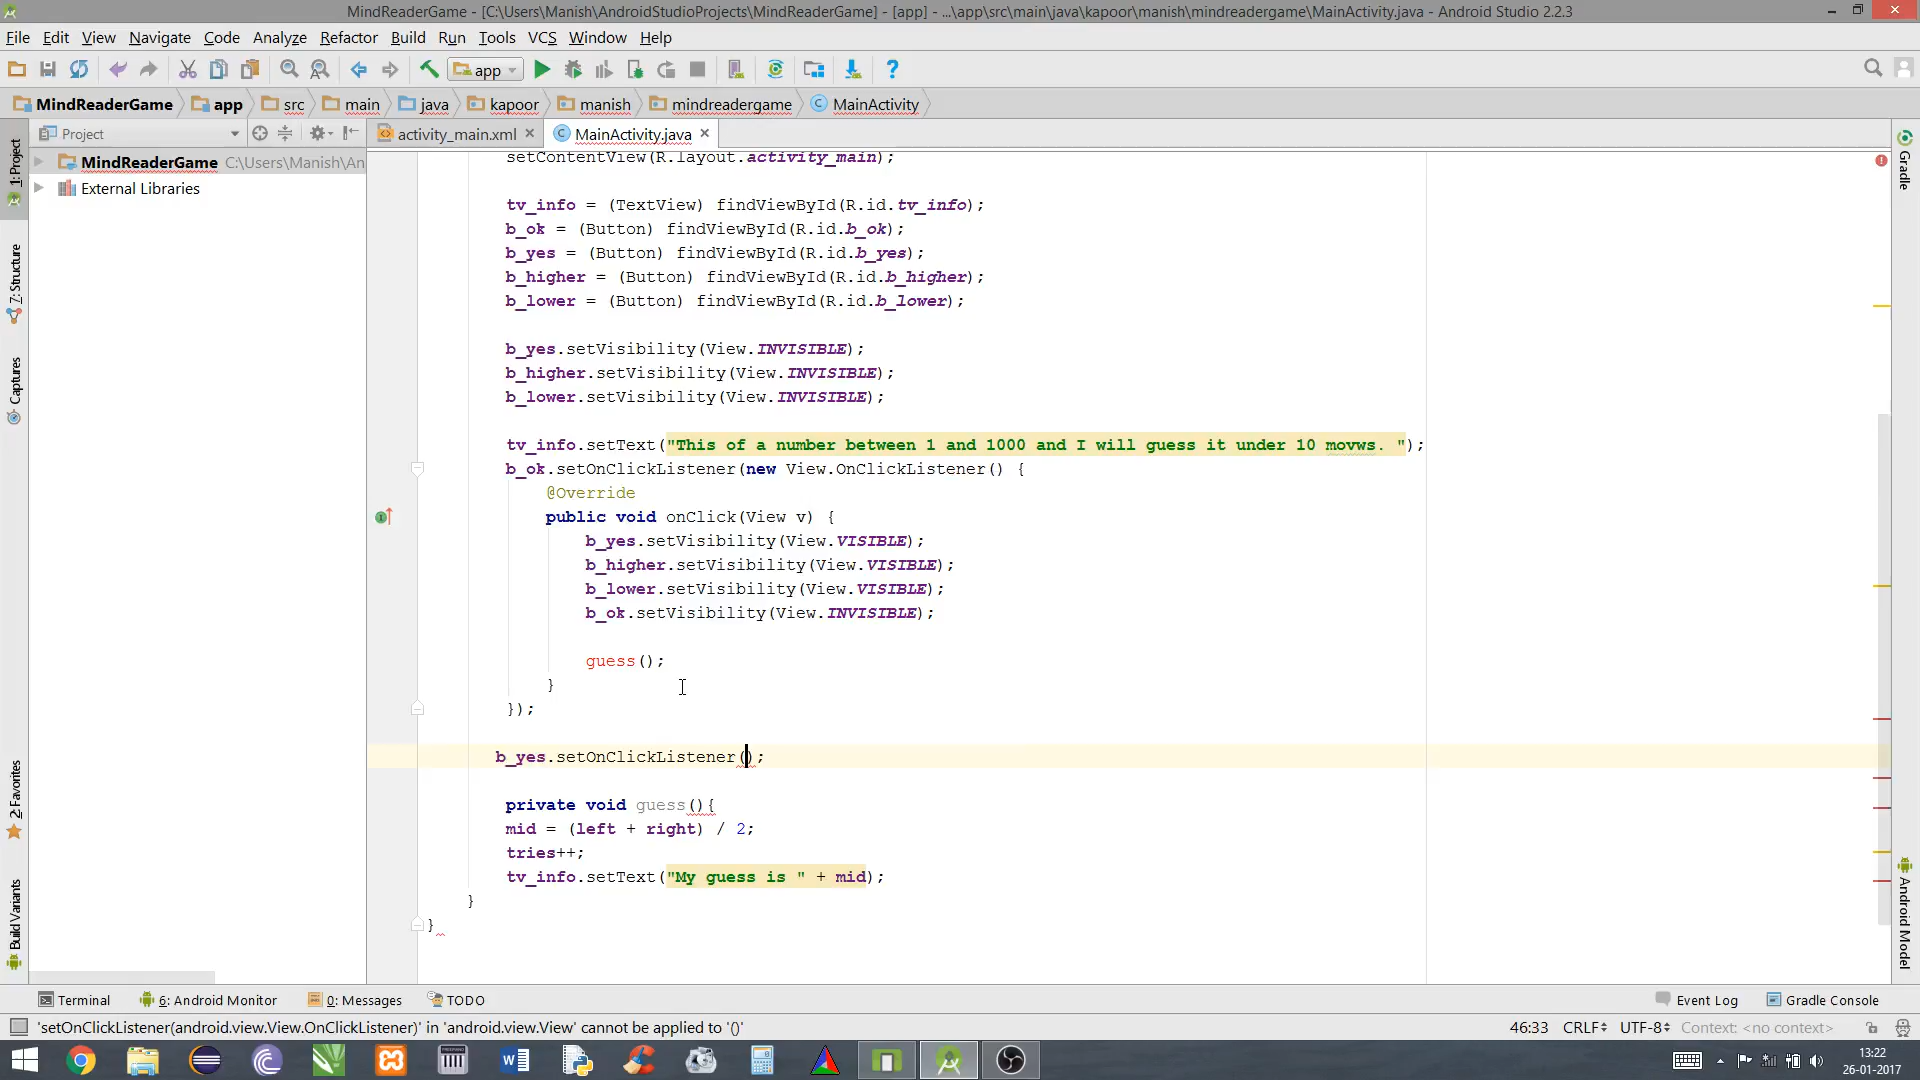 MindReaderGame - [C:\Users\Manish\AndroidStudioProjects\MindReaderGame] - [app] - ...\app\src\main\java\kapoor\manish\mindreadergame\MainActivity.java - Android Studio 2.2.3
File Edit View Navigate Code Analyze Refactor Build Run Tools VCS Window Help
app
MindReaderGame app src main java kapoor manish mindreadergame MainActivity
Project
activity_main.xml
MainActivity.java
MindReaderGame C:\Users\Manish\An
External Libraries
1: Project
7: Structure
Captures
2: Favorites
Build Variants
Gradle
Android Model
setContentView(R.layout.activity_main);
tv_info = (TextView) findViewById(R.id.tv_info);
b_ok = (Button) findViewById(R.id.b_ok);
b_yes = (Button) findViewById(R.id.b_yes);
b_higher = (Button) findViewById(R.id.b_higher);
b_lower = (Button) findViewById(R.id.b_lower);
b_yes.setVisibility(View.INVISIBLE);
b_higher.setVisibility(View.INVISIBLE);
b_lower.setVisibility(View.INVISIBLE);
tv_info.setText("This of a number between 1 and 1000 and I will guess it under 10 movws. ");
b_ok.setOnClickListener(new View.OnClickListener() {
@Override
public void onClick(View v) {
b_yes.setVisibility(View.VISIBLE);
b_higher.setVisibility(View.VISIBLE);
b_lower.setVisibility(View.VISIBLE);
b_ok.setVisibility(View.INVISIBLE);
guess();
}
});
b_yes.setOnClickListener();
private void guess(){
mid = (left + right) / 2;
tries++;
tv_info.setText("My guess is " + mid);
}
}
Terminal 6: Android Monitor 0: Messages TODO Event Log Gradle Console
'setOnClickListener(android.view.View.OnClickListener)' in 'android.view.View' cannot be applied to '()' 46:33 CRLF UTF-8 Context: <no context>
13:22
26-01-2017